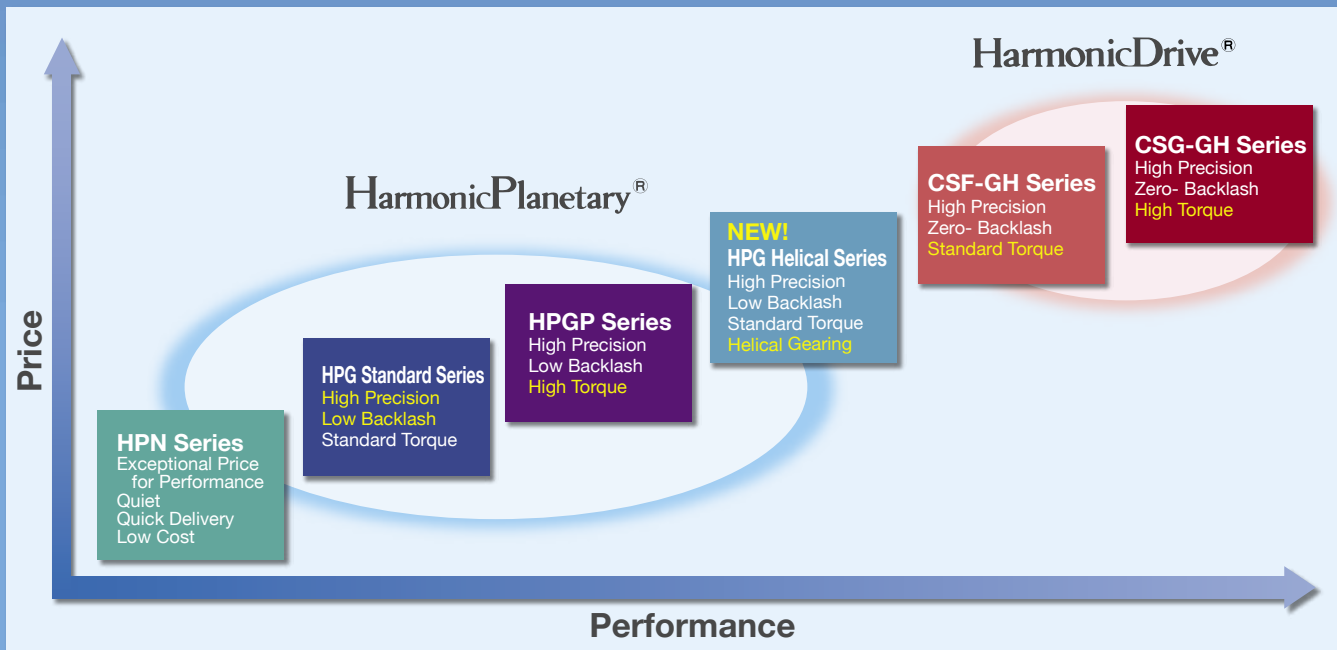 HarmonicDrive®
CSG-GH Series
High Precision
Zero- Backlash
High Torque
CSF-GH Series
High Precision
Zero- Backlash
Standard Torque
HarmonicPlanetary®
NEW!
HPG Helical Series
High Precision
Low Backlash
Standard Torque
Helical Gearing
HPGP Series
High Precision
Low Backlash
High Torque
HPG Standard Series
High Precision
Low Backlash
Standard Torque
HPN Series
Exceptional Price
for Performance
Quiet
Quick Delivery
Low Cost
Price
Performance